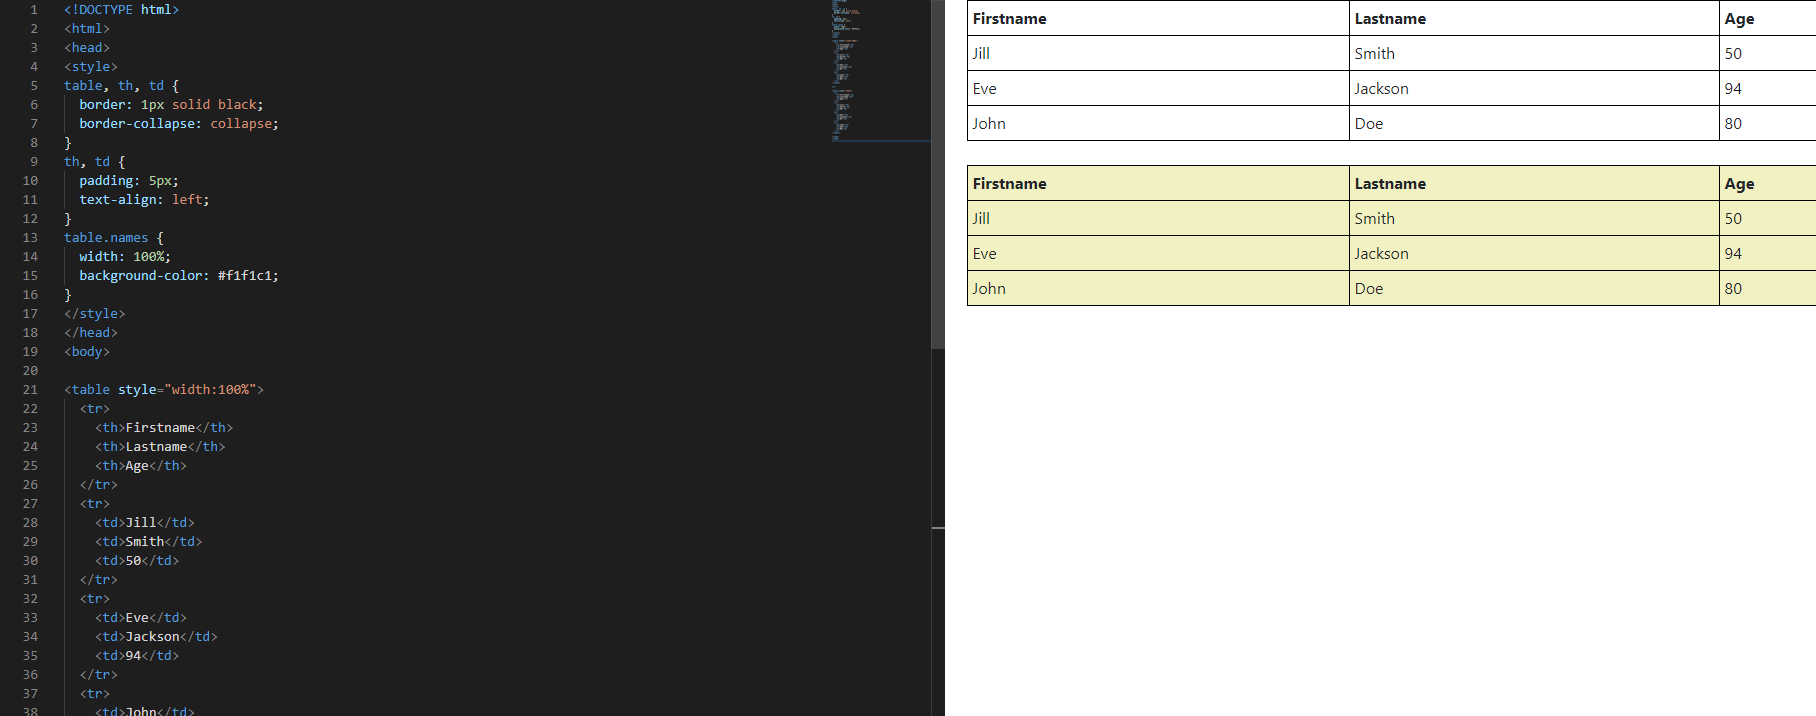 1 <!DOCTYPE html>
2 <html>
3 <head>
4 <style>
5 table, th, td {
6   border: 1px solid black;
7   border-collapse: collapse;
8 }
9 th, td {
10   padding: 5px;
11   text-align: left;
12 }
13 table.names {
14   width: 100%;
15   background-color: #f1f1c1;
16 }
17 </style>
18 </head>
19 <body>
20
21 <table style="width:100%">
22   <tr>
23     <th>Firstname</th>
24     <th>Lastname</th>
25     <th>Age</th>
26   </tr>
27   <tr>
28     <td>Jill</td>
29     <td>Smith</td>
30     <td>50</td>
31   </tr>
32   <tr>
33     <td>Eve</td>
34     <td>Jackson</td>
35     <td>94</td>
36   </tr>
37   <tr>
38     <td>John</td>
Firstname Lastname Age
Jill Smith 50
Eve Jackson 94
John Doe 80
Firstname Lastname Age
Jill Smith 50
Eve Jackson 94
John Doe 80